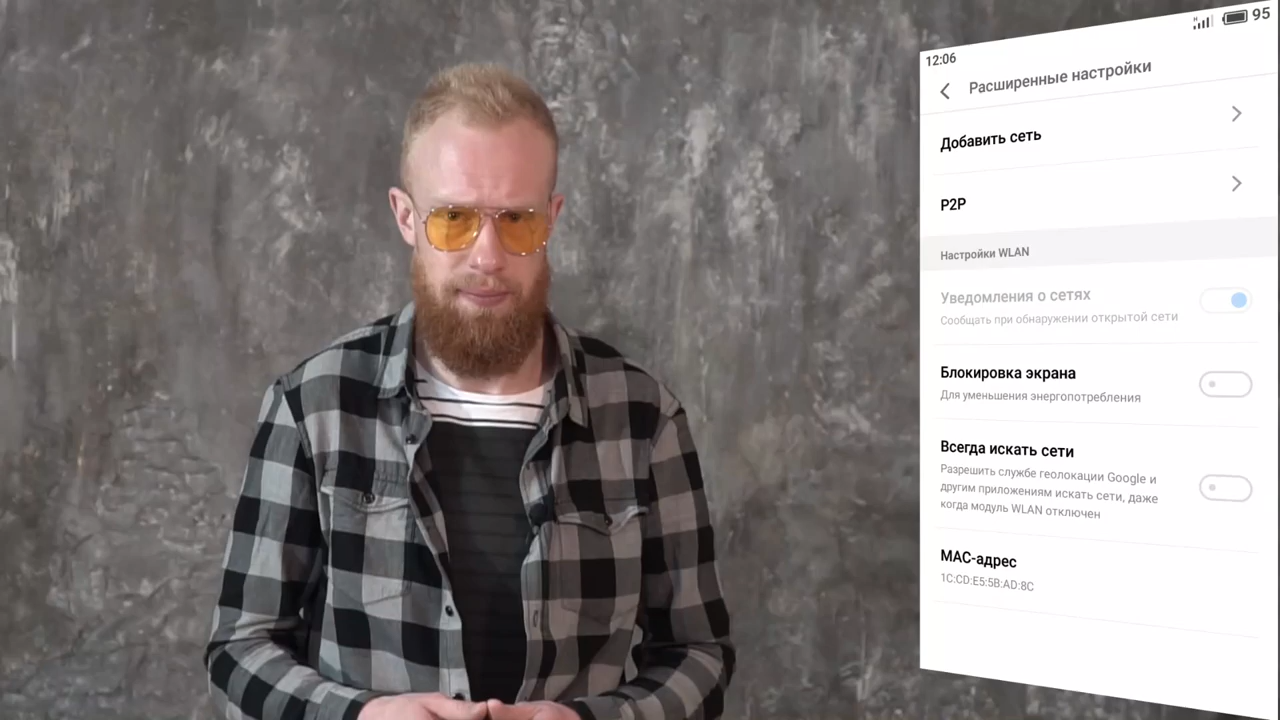 95
12:06
Расширенные настройки
Добавить сеть
P2P
Настройки WLAN
Уведомления о сетях
Сообщать при обнаружении открытой сети
Блокировка экрана
Для уменьшения энергопотребления
Всегда искать сети
Разрешить службе геолокации Google и
другим приложениям искать сети, даже
когда модуль WLAN отключен
MAC-адрес
1C:CD:E5:5B:AD:8C